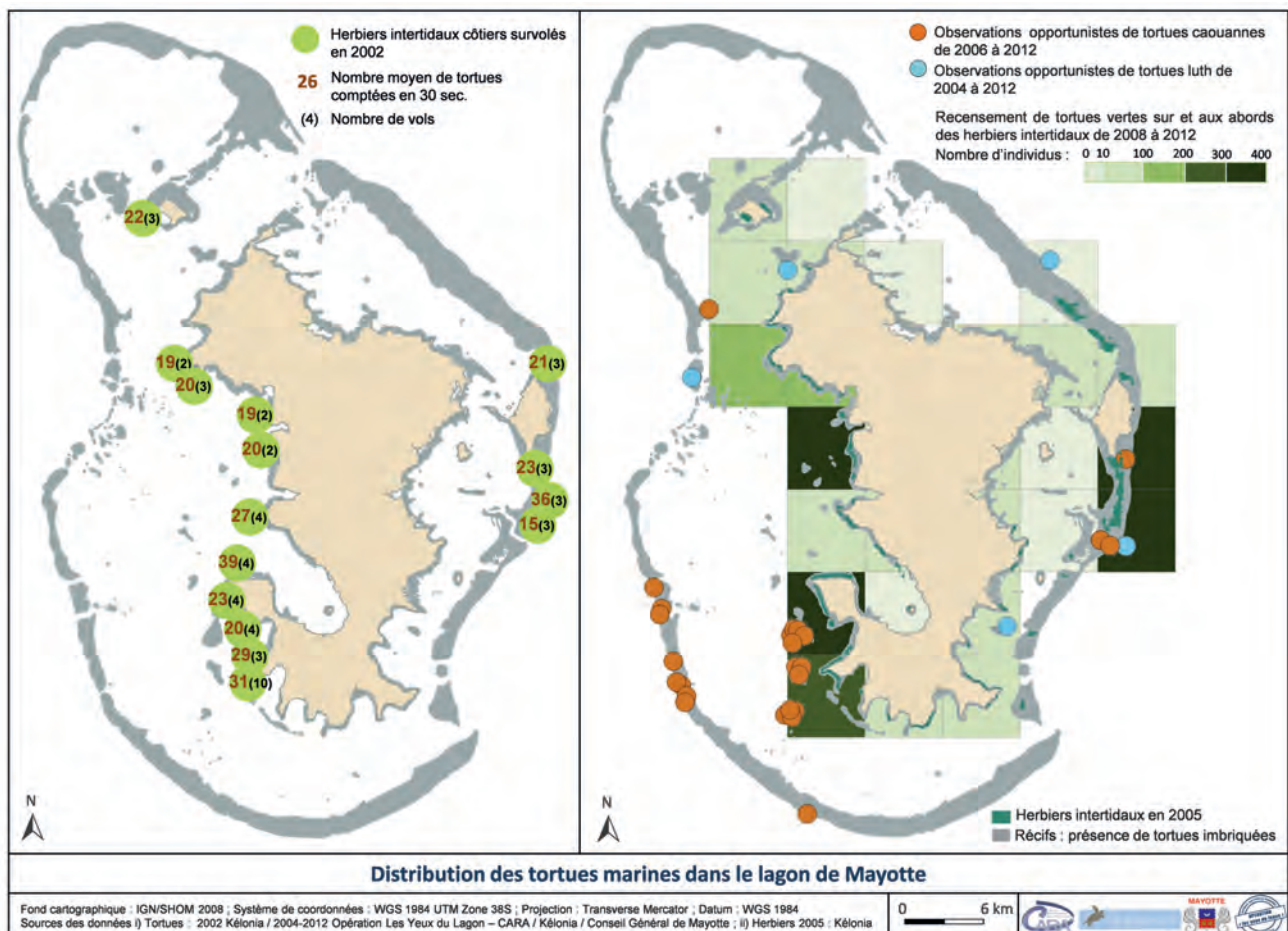 Herbiers intertidaux côtiers survolés
en 2002
26 Nombre moyen de tortues
comptées en 30 sec.
(4) Nombre de vols
22(3)
19(2)
20(3)
21(3)
19(2)
20(2)
23(3)
36(3)
27(4)
15(3)
39(4)
23(4)
20(4)
29(3)
31(10)
N
Observations opportunistes de tortues caouannes
de 2006 à 2012
Observations opportunistes de tortues luth de
2004 à 2012
Recensement de tortues vertes sur et aux abords
des herbiers intertidaux de 2008 à 2012
Nombre d'individus : 0 10 100 200 300 400
N
Herbiers intertidaux en 2005
Récifs : présence de tortues imbriquées
Distribution des tortues marines dans le lagon de Mayotte
Fond cartographique : IGN/SHOM 2008 ; Système de coordonnées : WGS 1984 UTM Zone 38S ; Projection : Transverse Mercator ; Datum : WGS 1984
Sources des données i) Tortues : 2002 Kélonia / 2004-2012 Opération Les Yeux du Lagon – CARA / Kélonia / Conseil Général de Mayotte ; ii) Herbiers 2005 : Kélonia
0 6 km
CARA
MAYOTTE